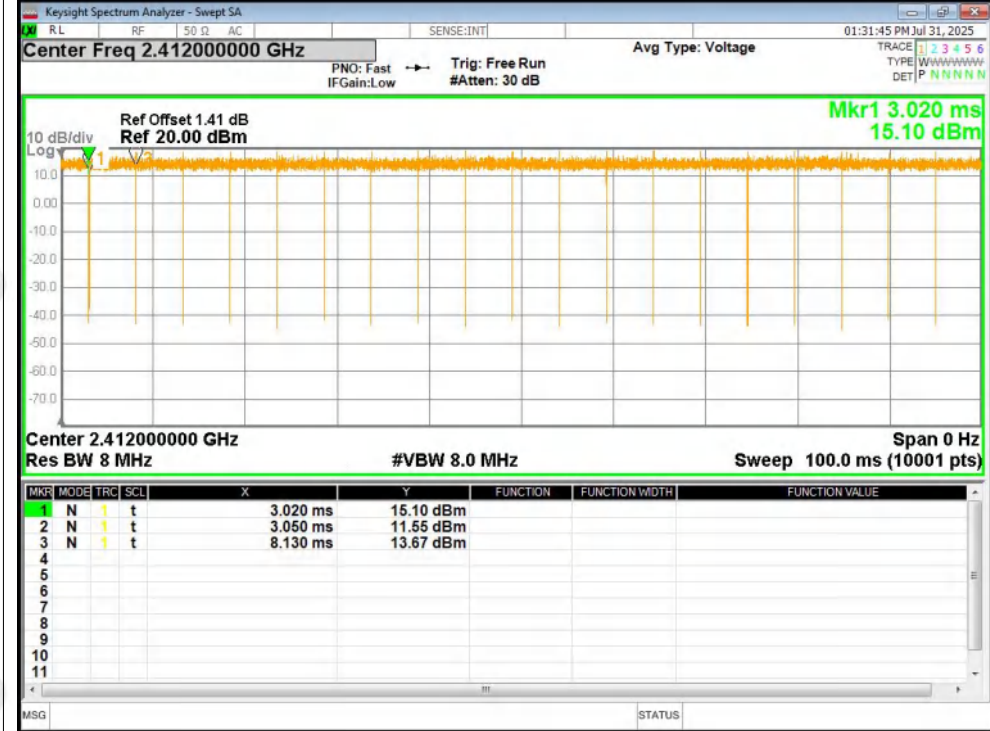 Keysight Spectrum Analyzer - Swept SA
LXI RL RF 50 Ω AC SENSE:INT 01:31:45 PM Jul 31, 2025
Center Freq 2.412000000 GHz
PNO: Fast
IFGain:Low
Trig: Free Run
#Atten: 30 dB
Avg Type: Voltage
TRACE 1 2 3 4 5 6
TYPE WWWWWW
DET P N N N N N
Mkr1 3.020 ms
15.10 dBm
Ref Offset 1.41 dB
10 dB/div Ref 20.00 dBm
Log
1
3
10.0
0.00
-10.0
-20.0
-30.0
-40.0
-50.0
-60.0
-70.0
Center 2.412000000 GHz Span 0 Hz
Res BW 8 MHz #VBW 8.0 MHz Sweep 100.0 ms (10001 pts)
MKR MODE TRC SCL X Y FUNCTION FUNCTION WIDTH FUNCTION VALUE
1 N 1 t 3.020 ms 15.10 dBm
2 N 1 t 3.050 ms 11.55 dBm
3 N 1 t 8.130 ms 13.67 dBm
4
5
6
7
8
9
10
11
MSG STATUS